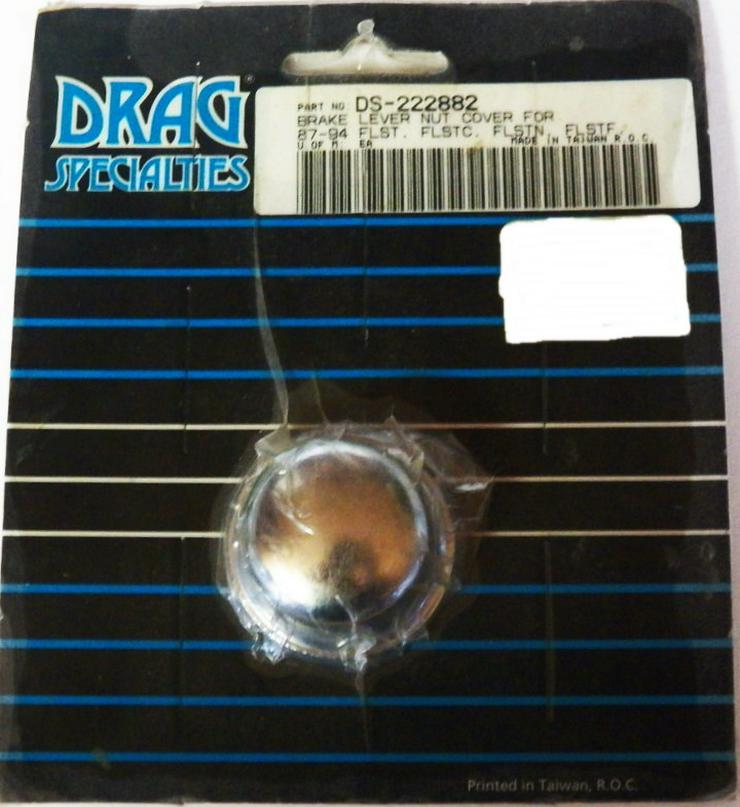 DRAG
SPECIALTIES
PART NO DS-222882
BRAKE LEVER NUT COVER FOR
87-94 FLST. FLSTC. FLSTN. FLSTF.
U OF M: EA MADE IN TAIWAN R.O.C.
Printed in Taiwan, R.O.C.